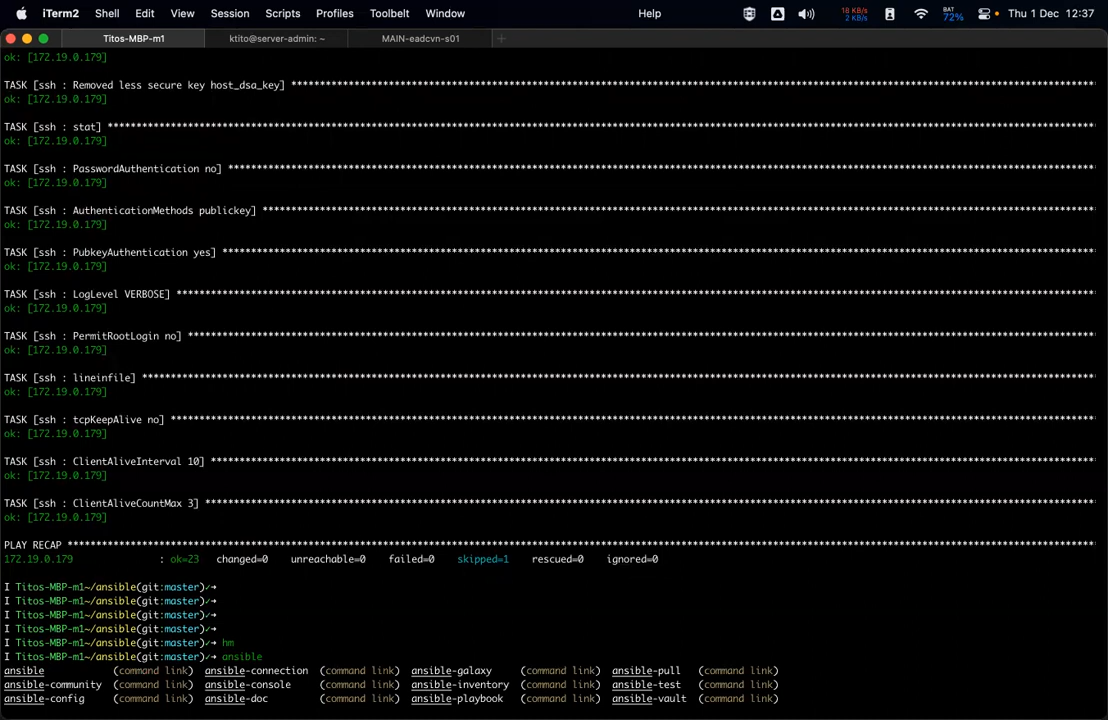 iTerm2 Shell Edit View Session Scripts Profiles Toolbelt Window Help 18 KB/s 2 KB/s BAT 72% Thu 1 Dec 12:37
Titos-MBP-m1 ktito@server-admin: ~ MAIN-eadcvn-s01 +
ok: [172.19.0.179]
TASK [ssh : Removed less secure key host_dsa_key] ****
ok: [172.19.0.179]
TASK [ssh : stat] ****
ok: [172.19.0.179]
TASK [ssh : PasswordAuthentication no] ****
ok: [172.19.0.179]
TASK [ssh : AuthenticationMethods publickey] ****
ok: [172.19.0.179]
TASK [ssh : PubkeyAuthentication yes] ****
ok: [172.19.0.179]
TASK [ssh : LogLevel VERBOSE] ****
ok: [172.19.0.179]
TASK [ssh : PermitRootLogin no] ****
ok: [172.19.0.179]
TASK [ssh : lineinfile] ****
ok: [172.19.0.179]
TASK [ssh : tcpKeepAlive no] ****
ok: [172.19.0.179]
TASK [ssh : ClientAliveInterval 10] ****
ok: [172.19.0.179]
TASK [ssh : ClientAliveCountMax 3] ****
ok: [172.19.0.179]
PLAY RECAP ****
172.19.0.179 : ok=23 changed=0 unreachable=0 failed=0 skipped=1 rescued=0 ignored=0
I Titos-MBP-m1~/ansible(git:master)✓→
I Titos-MBP-m1~/ansible(git:master)✓→
I Titos-MBP-m1~/ansible(git:master)✓→
I Titos-MBP-m1~/ansible(git:master)✓→
I Titos-MBP-m1~/ansible(git:master)✓→ hm
I Titos-MBP-m1~/ansible(git:master)✓→ ansible
ansible (command link) ansible-connection (command link) ansible-galaxy (command link) ansible-pull (command link)
ansible-community (command link) ansible-console (command link) ansible-inventory (command link) ansible-test (command link)
ansible-config (command link) ansible-doc (command link) ansible-playbook (command link) ansible-vault (command link)